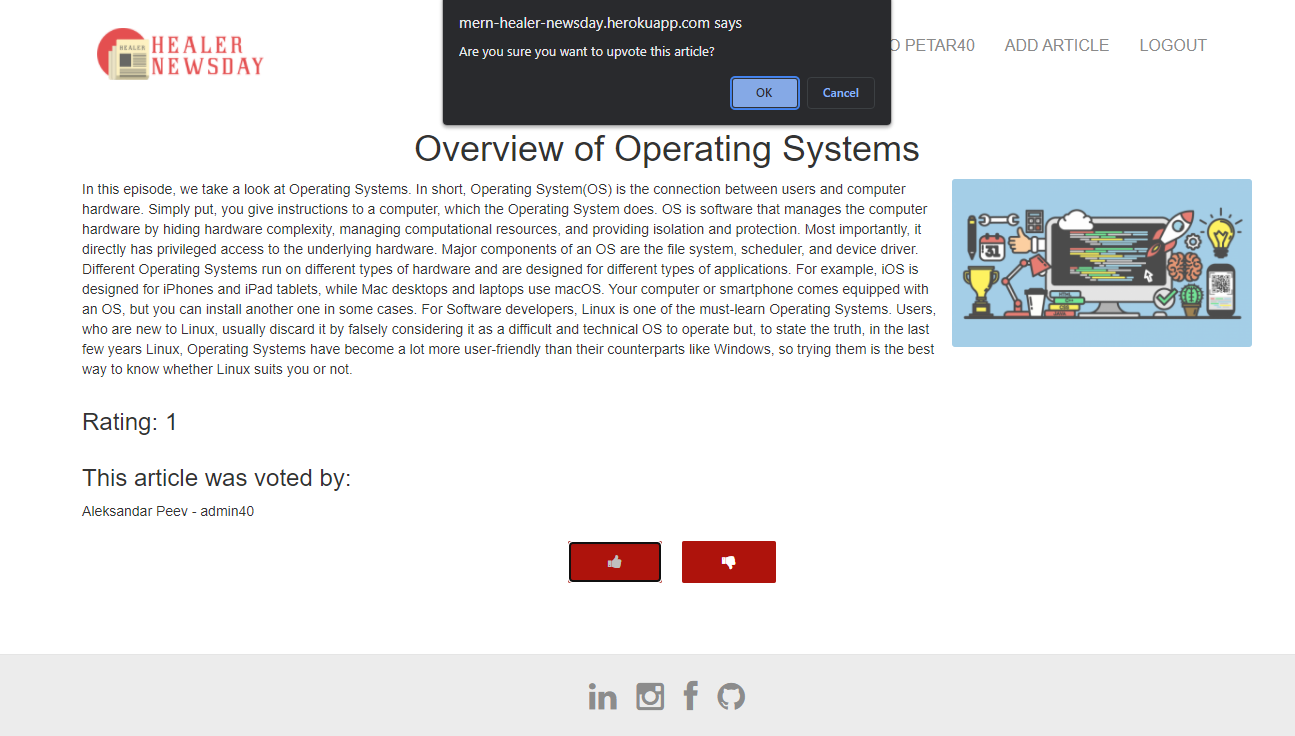 mern-healer-newsday.herokuapp.com says
Are you sure you want to upvote this article?
OK Cancel
HEALER
HEALER
NEWSDAY
O PETAR40 ADD ARTICLE LOGOUT
Overview of Operating Systems
In this episode, we take a look at Operating Systems. In short, Operating System(OS) is the connection between users and computer
hardware. Simply put, you give instructions to a computer, which the Operating System does. OS is software that manages the computer
hardware by hiding hardware complexity, managing computational resources, and providing isolation and protection. Most importantly, it
directly has privileged access to the underlying hardware. Major components of an OS are the file system, scheduler, and device driver.
Different Operating Systems run on different types of hardware and are designed for different types of applications. For example, iOS is
designed for iPhones and iPad tablets, while Mac desktops and laptops use macOS. Your computer or smartphone comes equipped with
an OS, but you can install another one in some cases. For Software developers, Linux is one of the must-learn Operating Systems. Users,
who are new to Linux, usually discard it by falsely considering it as a difficult and technical OS to operate but, to state the truth, in the last
few years Linux, Operating Systems have become a lot more user-friendly than their counterparts like Windows, so trying them is the best
way to know whether Linux suits you or not.
31
Rating: 1
This article was voted by:
Aleksandar Peev - admin40